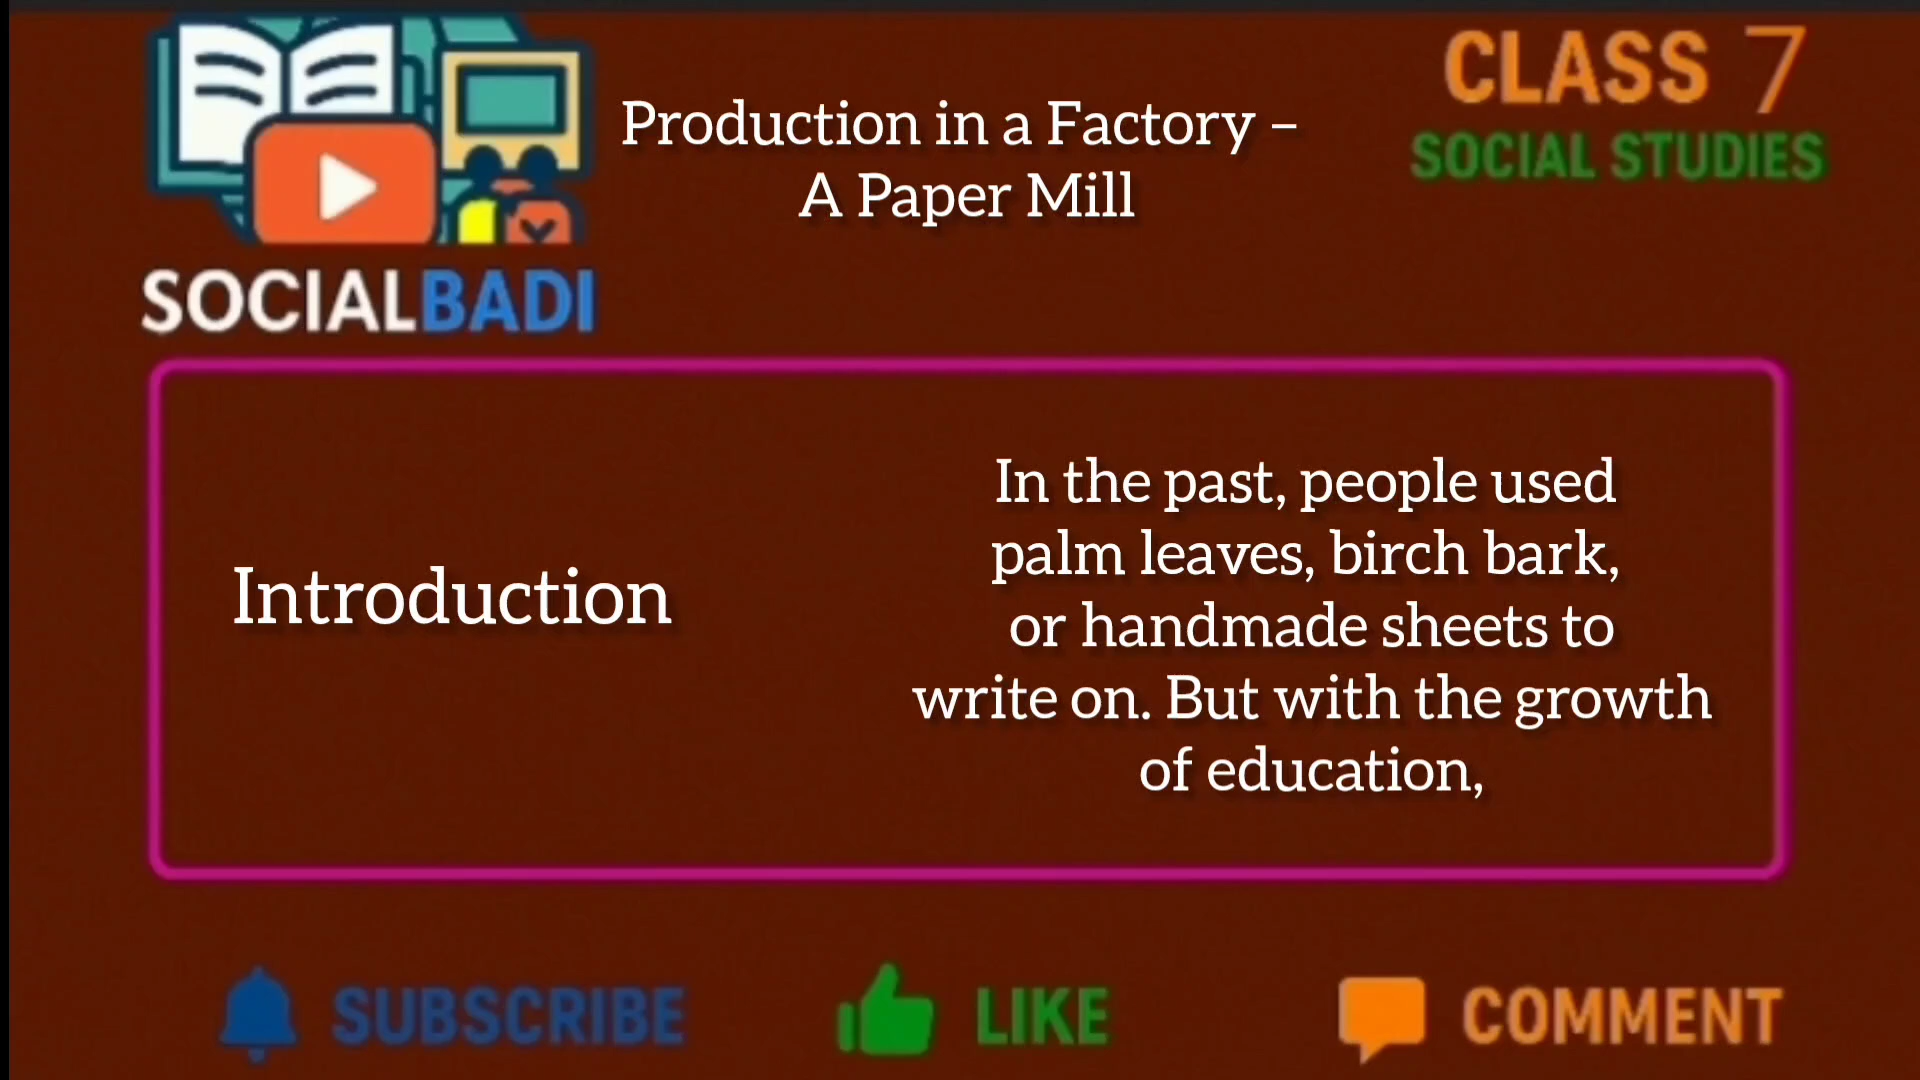 Production in a Factory –
A Paper Mill
CLASS 7
SOCIAL STUDIES
SOCIALBADI
Introduction
In the past, people used
palm leaves, birch bark,
or handmade sheets to
write on. But with the growth
of education,
SUBSCRIBE
LIKE
COMMENT